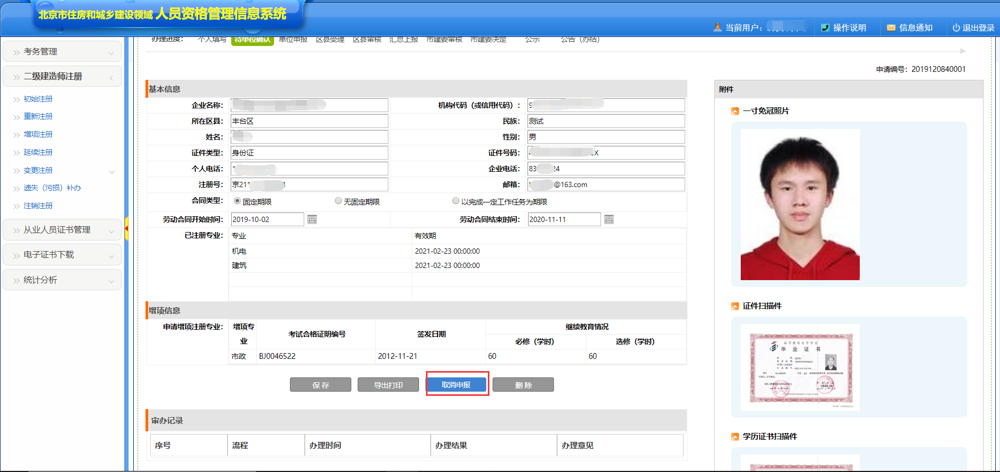 北京市住房和城乡建设领域 人员资格管理信息系统
当前用户： 操作说明 信息通知 退出登录
办理进度： 个人填写 待单位确认 单位申报 区县受理 区县审核 汇总上报 市建委审核 市建委决定 公示 公告（办结）
考务管理
二级建造师注册
初始注册
重新注册
增项注册
延续注册
变更注册
遗失（污损）补办
注销注册
从业人员证书管理
电子证书下载
统计分析
申请编号：2019120840001
基本信息
企业名称： 机构代码（或信用代码）： 9
所在区县： 丰台区 民族： 测试
姓名： 性别： 男
证件类型： 身份证 证件号码： X
个人电话： 1 企业电话： 83 24
注册号： 京211 邮箱： @163.com
合同类型： 固定期限 无固定期限 以完成一定工作任务为期限
劳动合同开始时间： 2019-10-02 劳动合同结束时间： 2020-11-11
已注册专业： 专业 有效期
机电 2021-02-23 00:00:00
建筑 2021-02-23 00:00:00
增项信息
申请增项注册专业： 增项专业 考试合格证明编号 签发日期 继续教育情况
必修（学时） 选修（学时）
市政 BJ0046522 2012-11-21 60 60
保 存 导出打印 取消申报 删 除
审办记录
序号 流程 办理时间 办理结果 办理意见
附件
一寸免冠照片
证件扫描件
高等教育自学考试
毕 业 证 书
学历证书扫描件